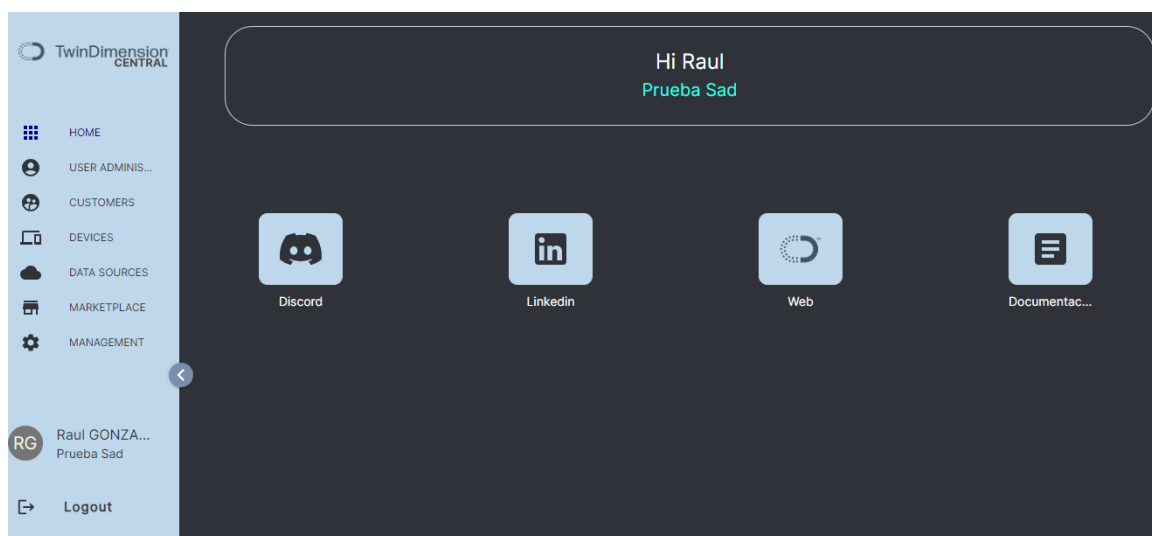 TwinDimension
CENTRAL
HOME
USER ADMINIS...
CUSTOMERS
DEVICES
DATA SOURCES
MARKETPLACE
MANAGEMENT
RG
Raul GONZA...
Prueba Sad
Logout
Hi Raul
Prueba Sad
in
Discord
Linkedin
Web
Documentac...